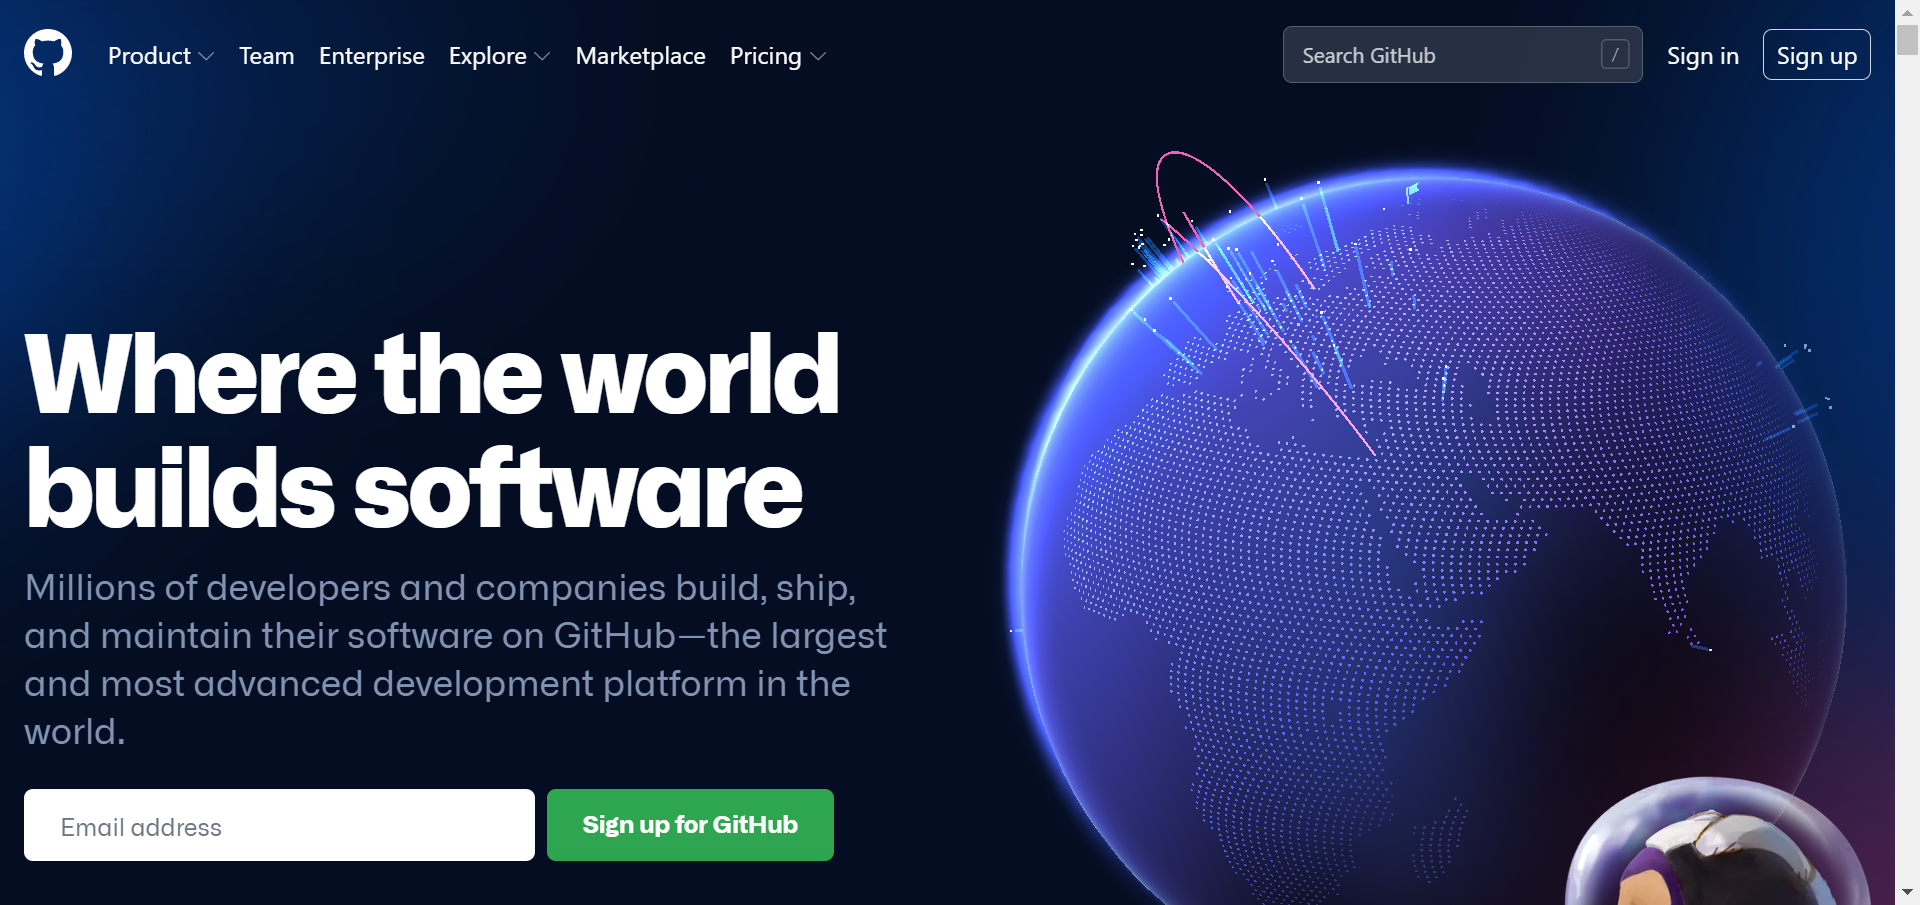 Product Team Enterprise Explore Marketplace Pricing Search GitHub / Sign in Sign up
Where the world
builds software
Millions of developers and companies build, ship,
and maintain their software on GitHub—the largest
and most advanced development platform in the
world.
Email address Sign up for GitHub